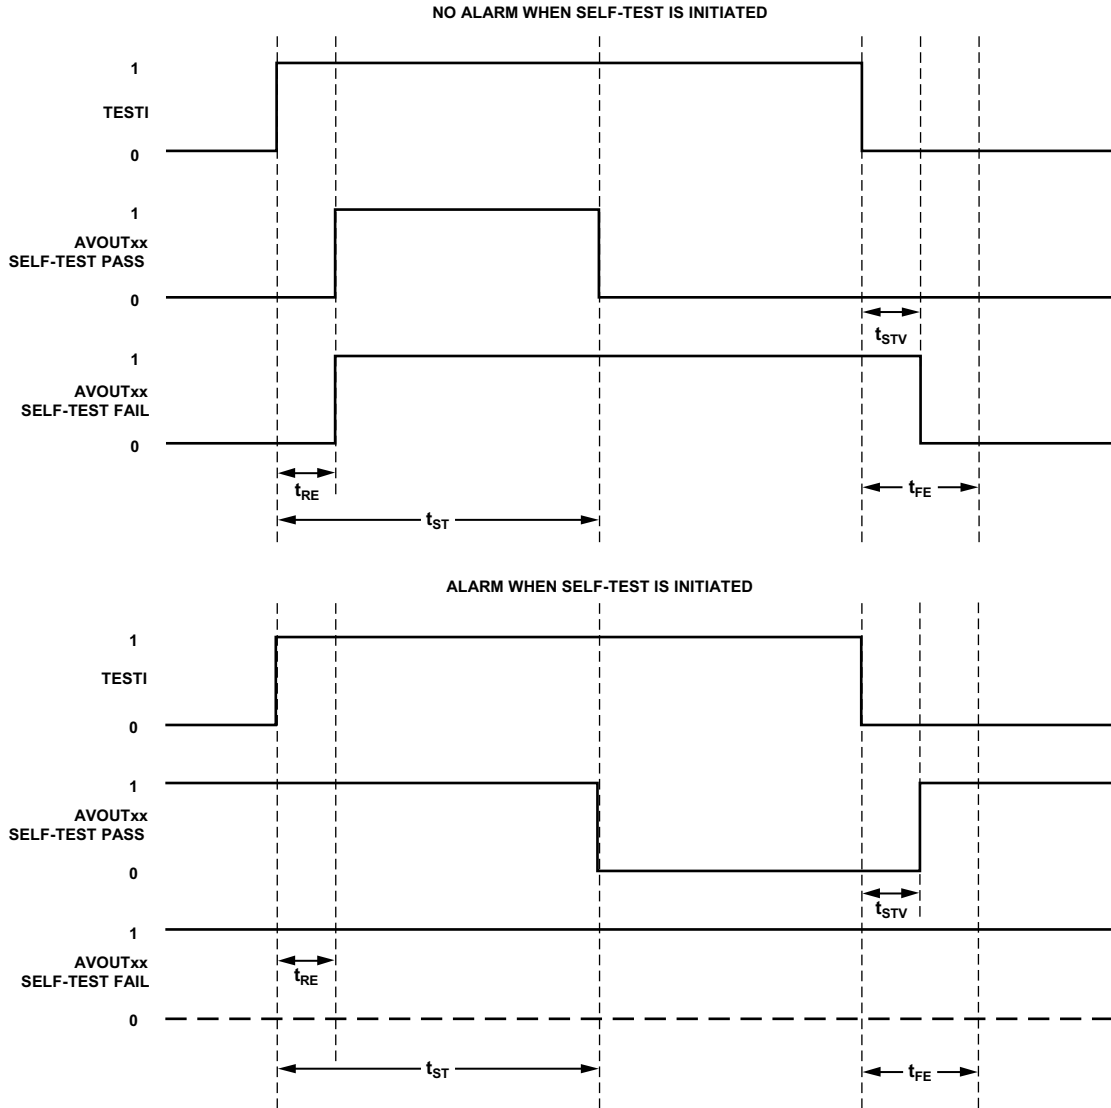 NO ALARM WHEN SELF-TEST IS INITIATED
1
TESTI
0
1
AVOUTxx
SELF-TEST PASS
0
tSTV
1
AVOUTxx
SELF-TEST FAIL
0
tRE
tFE
tST
ALARM WHEN SELF-TEST IS INITIATED
1
TESTI
0
1
AVOUTxx
SELF-TEST PASS
0
tSTV
1
AVOUTxx
SELF-TEST FAIL
tRE
0
tST
tFE